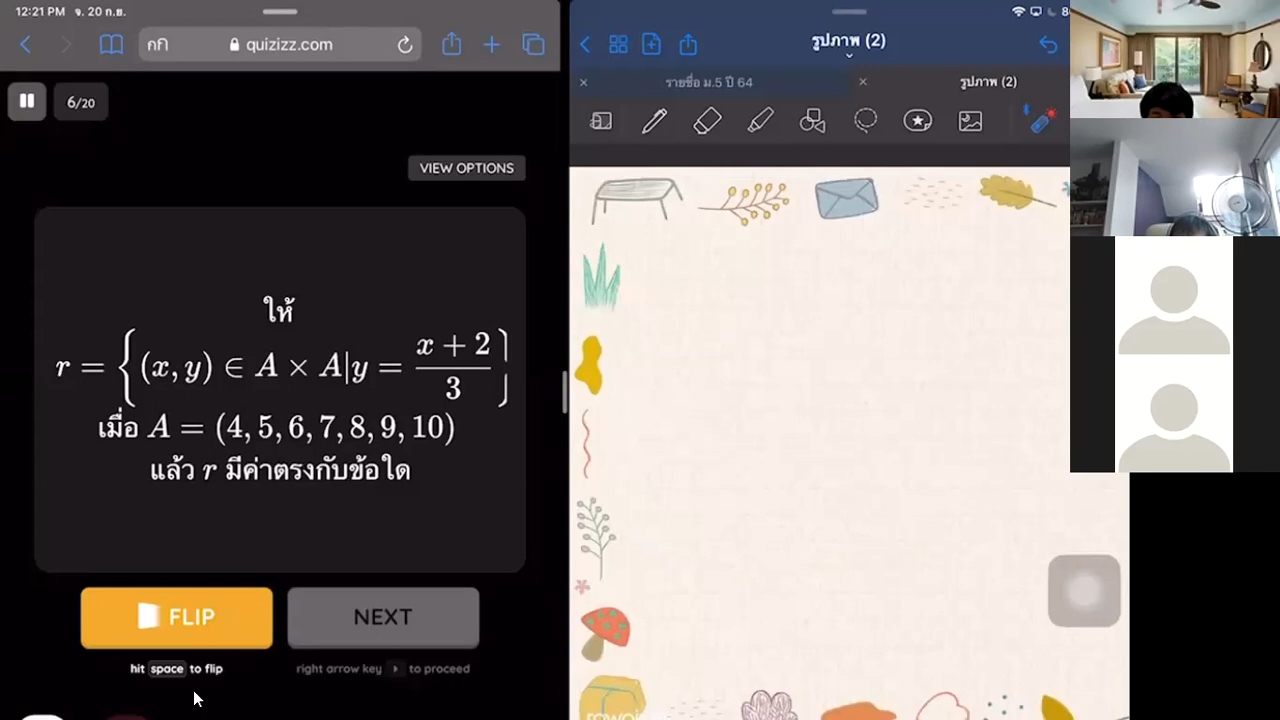 12:21 PM จ. 20 ก.ย.
กก quizizz.com
6/20
VIEW OPTIONS
ให้
r = {(x, y) ∈ A × A|y = (x + 2)/3}
เมื่อ A = (4, 5, 6, 7, 8, 9, 10)
แล้ว r มีค่าตรงกับข้อใด
FLIP
NEXT
hit space to flip
right arrow key to proceed
รูปภาพ (2)
รายชื่อ ม.5 ปี 64
รูปภาพ (2)